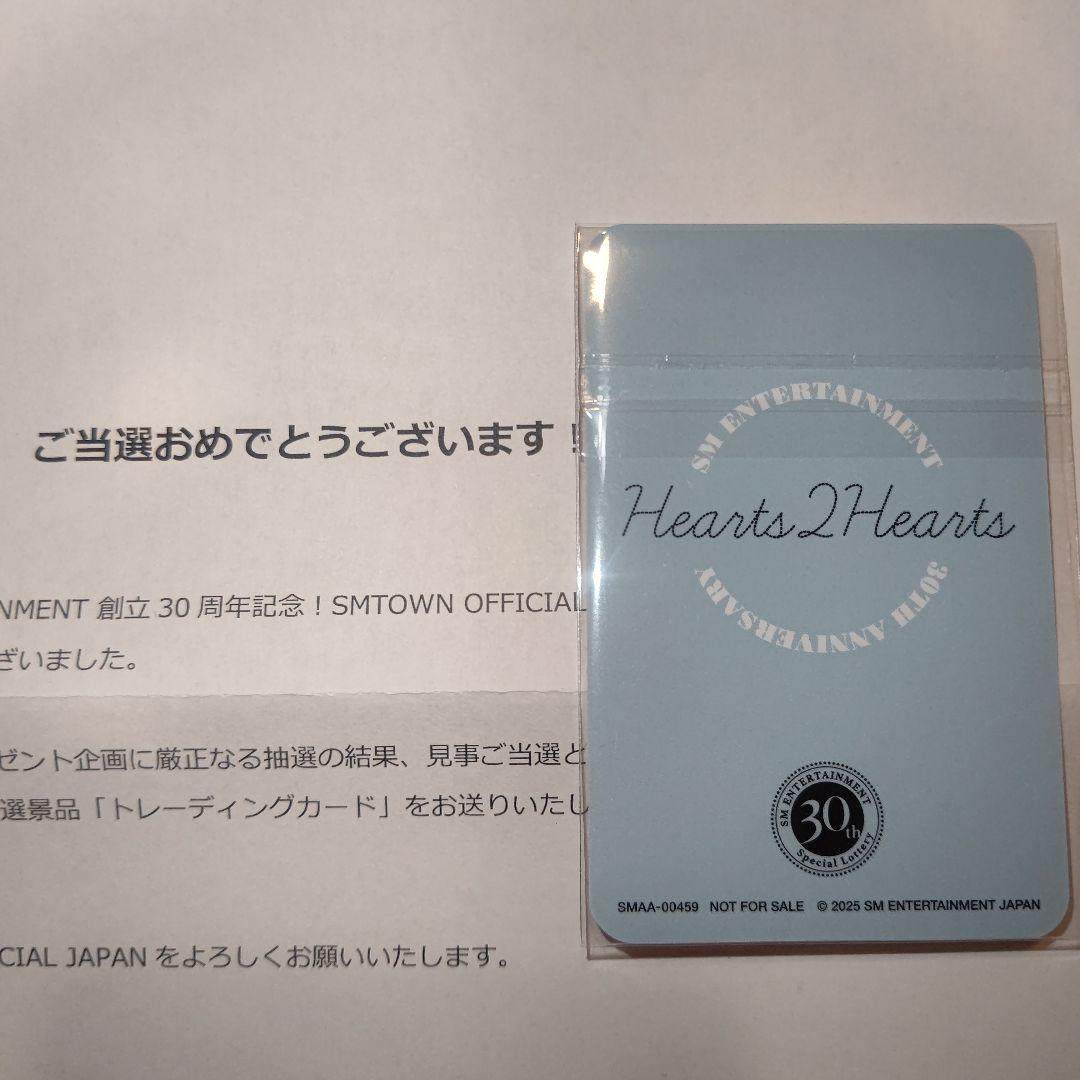 ご当選おめでとうございます！
NMENT 創立 30 周年記念！SMTOWN OFFICIAL
ざいました。
ゼント企画に厳正なる抽選の結果、見事ご当選と
選景品「トレーディングカード」をお送りいたし
CIAL JAPAN をよろしくお願いいたします。
SM ENTERTAINMENT
Hearts2Hearts
30TH ANNIVERSARY
SM ENTERTAINMENT
30th
Special Lottery
SMAA-00459 NOT FOR SALE © 2025 SM ENTERTAINMENT JAPAN